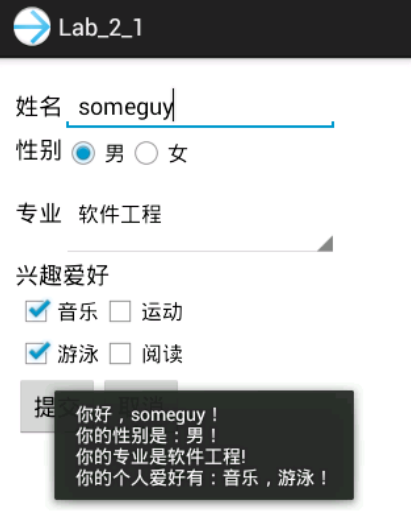 Lab_2_1
姓名 someguy
性别 男 女
专业 软件工程
兴趣爱好
音乐 运动
游泳 阅读
提交
你好，someguy！
你的性别是：男！
你的专业是软件工程!
你的个人爱好有：音乐，游泳！